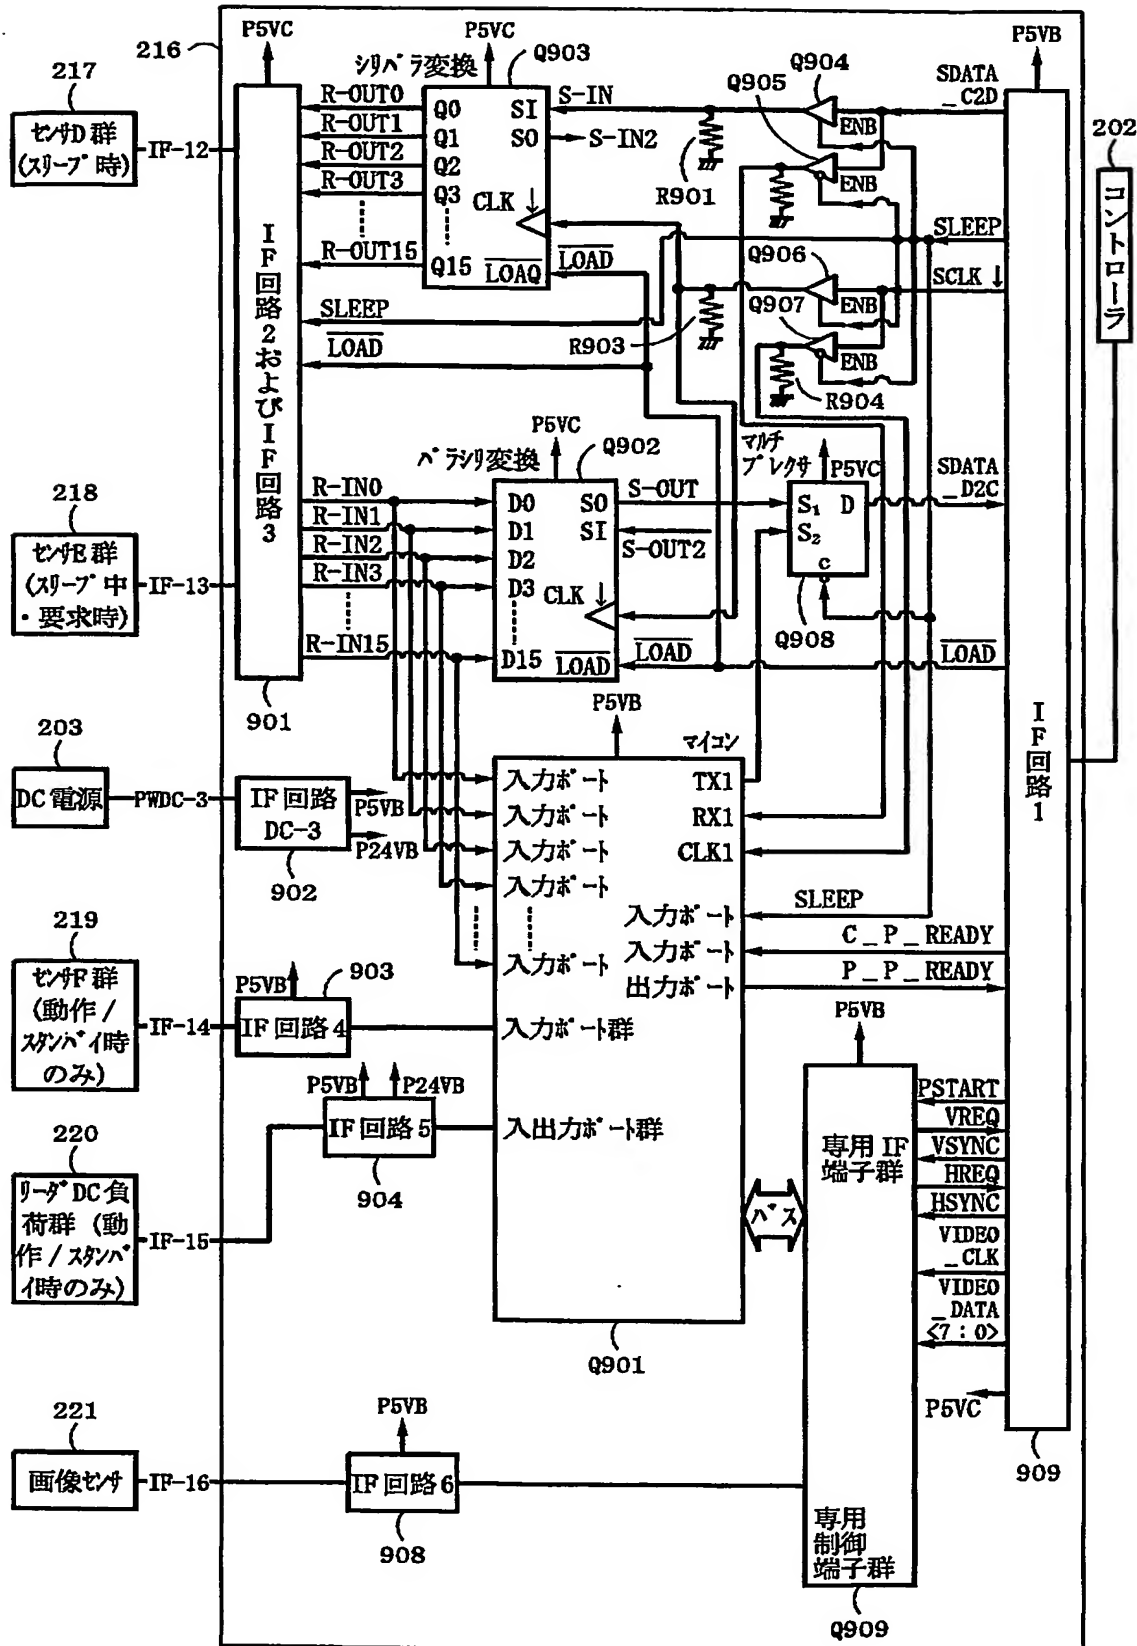 216
P5VC
P5VC
シリパラ変換
Q903
Q904
Q905
P5VB
SDATA
_C2D
217
センサD群
(スリープ時)
IF-12
R-OUT0
R-OUT1
R-OUT2
R-OUT3
R-OUT15
Q0
Q1
Q2
Q3
Q15
SI
SO
CLK↓
LOAQ
S-IN
S-IN2
LOAD
ENB
ENB
R901
202
コントローラ
SLEEP
SCLK↓
Q906
Q907
ENB
ENB
R903
R904
SLEEP
LOAD
IF回路2およびIF回路3
パラシリ変換
P5VC
Q902
マルチ
プレクサ
P5VC
SDATA
_D2C
218
センサE群
(スリープ中
・要求時)
IF-13
R-IN0
R-IN1
R-IN2
R-IN3
R-IN15
D0
D1
D2
D3
D15
SO
SI
CLK↓
LOAD
S-OUT
S-OUT2
LOAD
S1
S2
D
c
Q908
LOAD
901
IF回路1
203
DC電源
PWDC-3
IF回路
DC-3
P5VB
P24VB
902
P5VB
マイコン
入力ポート
入力ポート
入力ポート
入力ポート
入力ポート
TX1
RX1
CLK1
入力ポート
入力ポート
出力ポート
SLEEP
C_P_READY
P_P_READY
219
センサF群
(動作/
スタンバイ時
のみ)
IF-14
P5VB
903
IF回路4
入力ポート群
P5VB
P24VB
IF回路5
904
入出力ポート群
220
リーダDC負
荷群(動
作/スタンバ
イ時のみ)
IF-15
バス
P5VB
専用IF
端子群
PSTART
VREQ
VSYNC
HREQ
HSYNC
VIDEO
_CLK
VIDEO
_DATA
<7:0>
P5VC
909
Q901
221
画像センサ
IF-16
P5VB
IF回路6
908
専用
制御
端子群
Q909